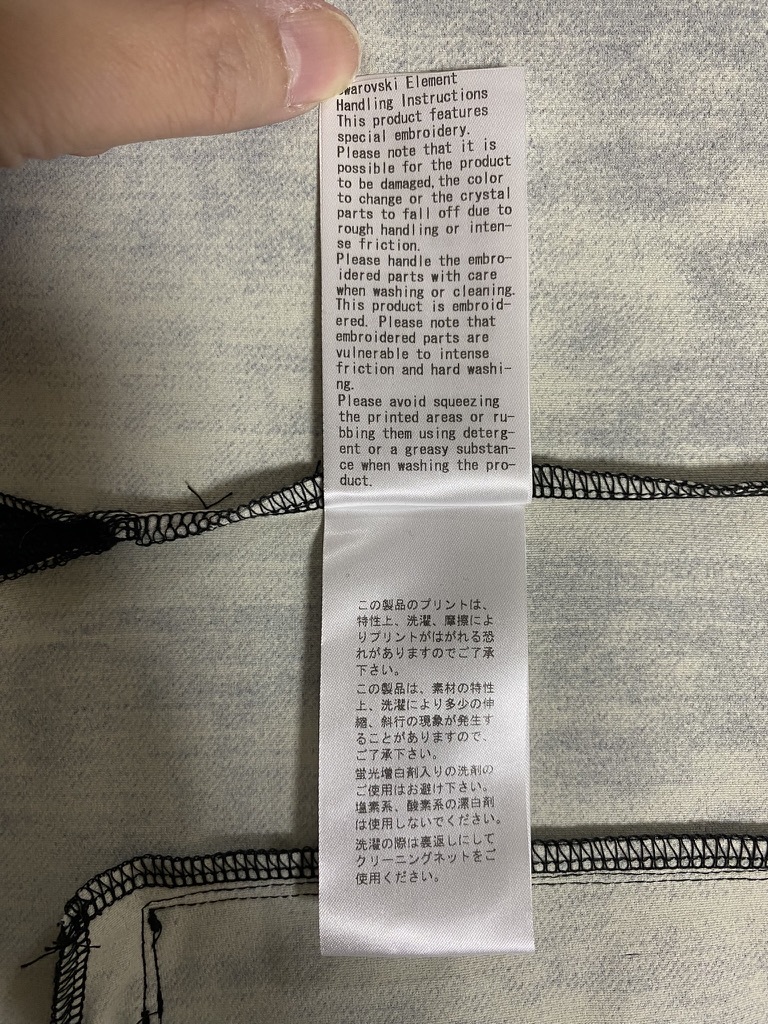 warovski Element
Handling Instructions
This product features
special embroidery.
Please note that it is
possible for the product
to be damaged, the color
to change or the crystal
parts to fall off due to
rough handling or inten-
se friction.
Please handle the embro-
idered parts with care
when washing or cleaning.
This product is embroid-
ered. Please note that
embroidered parts are
vulnerable to intense
friction and hard washi-
ng.
Please avoid squeezing
the printed areas or ru-
bbing them using deterg-
ent or a greasy substan-
ce when washing the pro-
duct.
この製品のプリントは、
特性上、洗濯、摩擦によ
りプリントがはがれる恐
れがありますのでご了承
下さい。
この製品は、素材の特性
上、洗濯により多少の伸
縮、斜行の現象が発生す
ることがありますので、
ご了承下さい。
蛍光増白剤入りの洗剤の
ご使用はお避け下さい。
塩素系、酸素系の漂白剤
は使用しないでください。
洗濯の際は裏返しにして
クリーニングネットをご
使用ください。